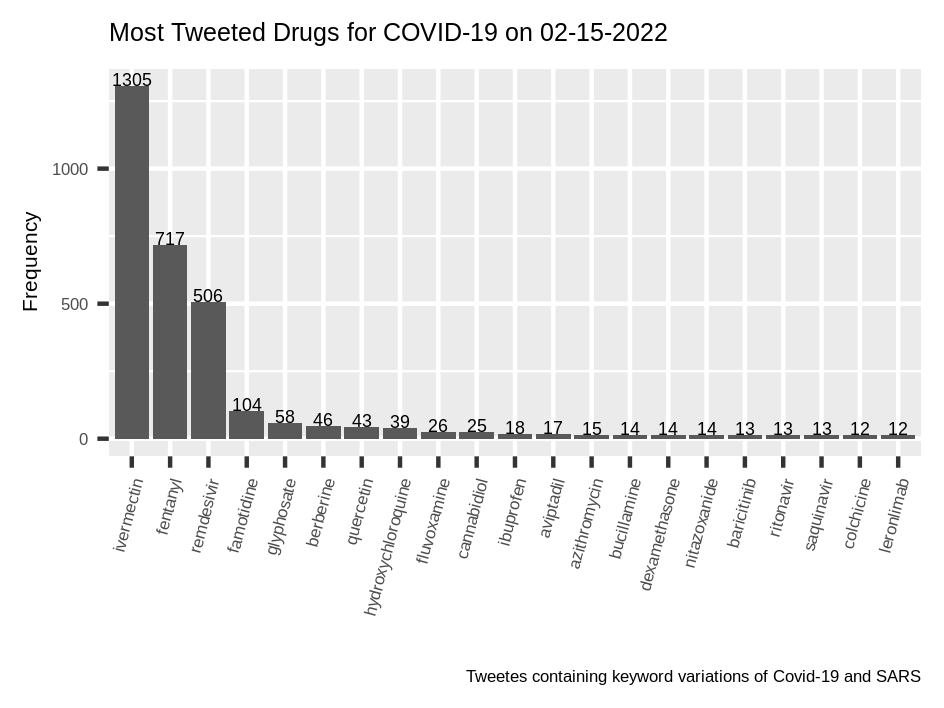 Most Tweeted Drugs for COVID-19 on 02-15-2022
Frequency
1000
500
0
1305
717
506
104
58
46
43
39
26
25
18
17
15
14
14
14
13
13
13
12
12
ivermectin
fentanyl
remdesivir
famotidine
glyphosate
berberine
quercetin
hydroxychloroquine
fluvoxamine
cannabidiol
ibuprofen
aviptadil
azithromycin
bucillamine
dexamethasone
nitazoxanide
baricitinib
ritonavir
saquinavir
colchicine
leronlimab
Tweetes containing keyword variations of Covid-19 and SARS